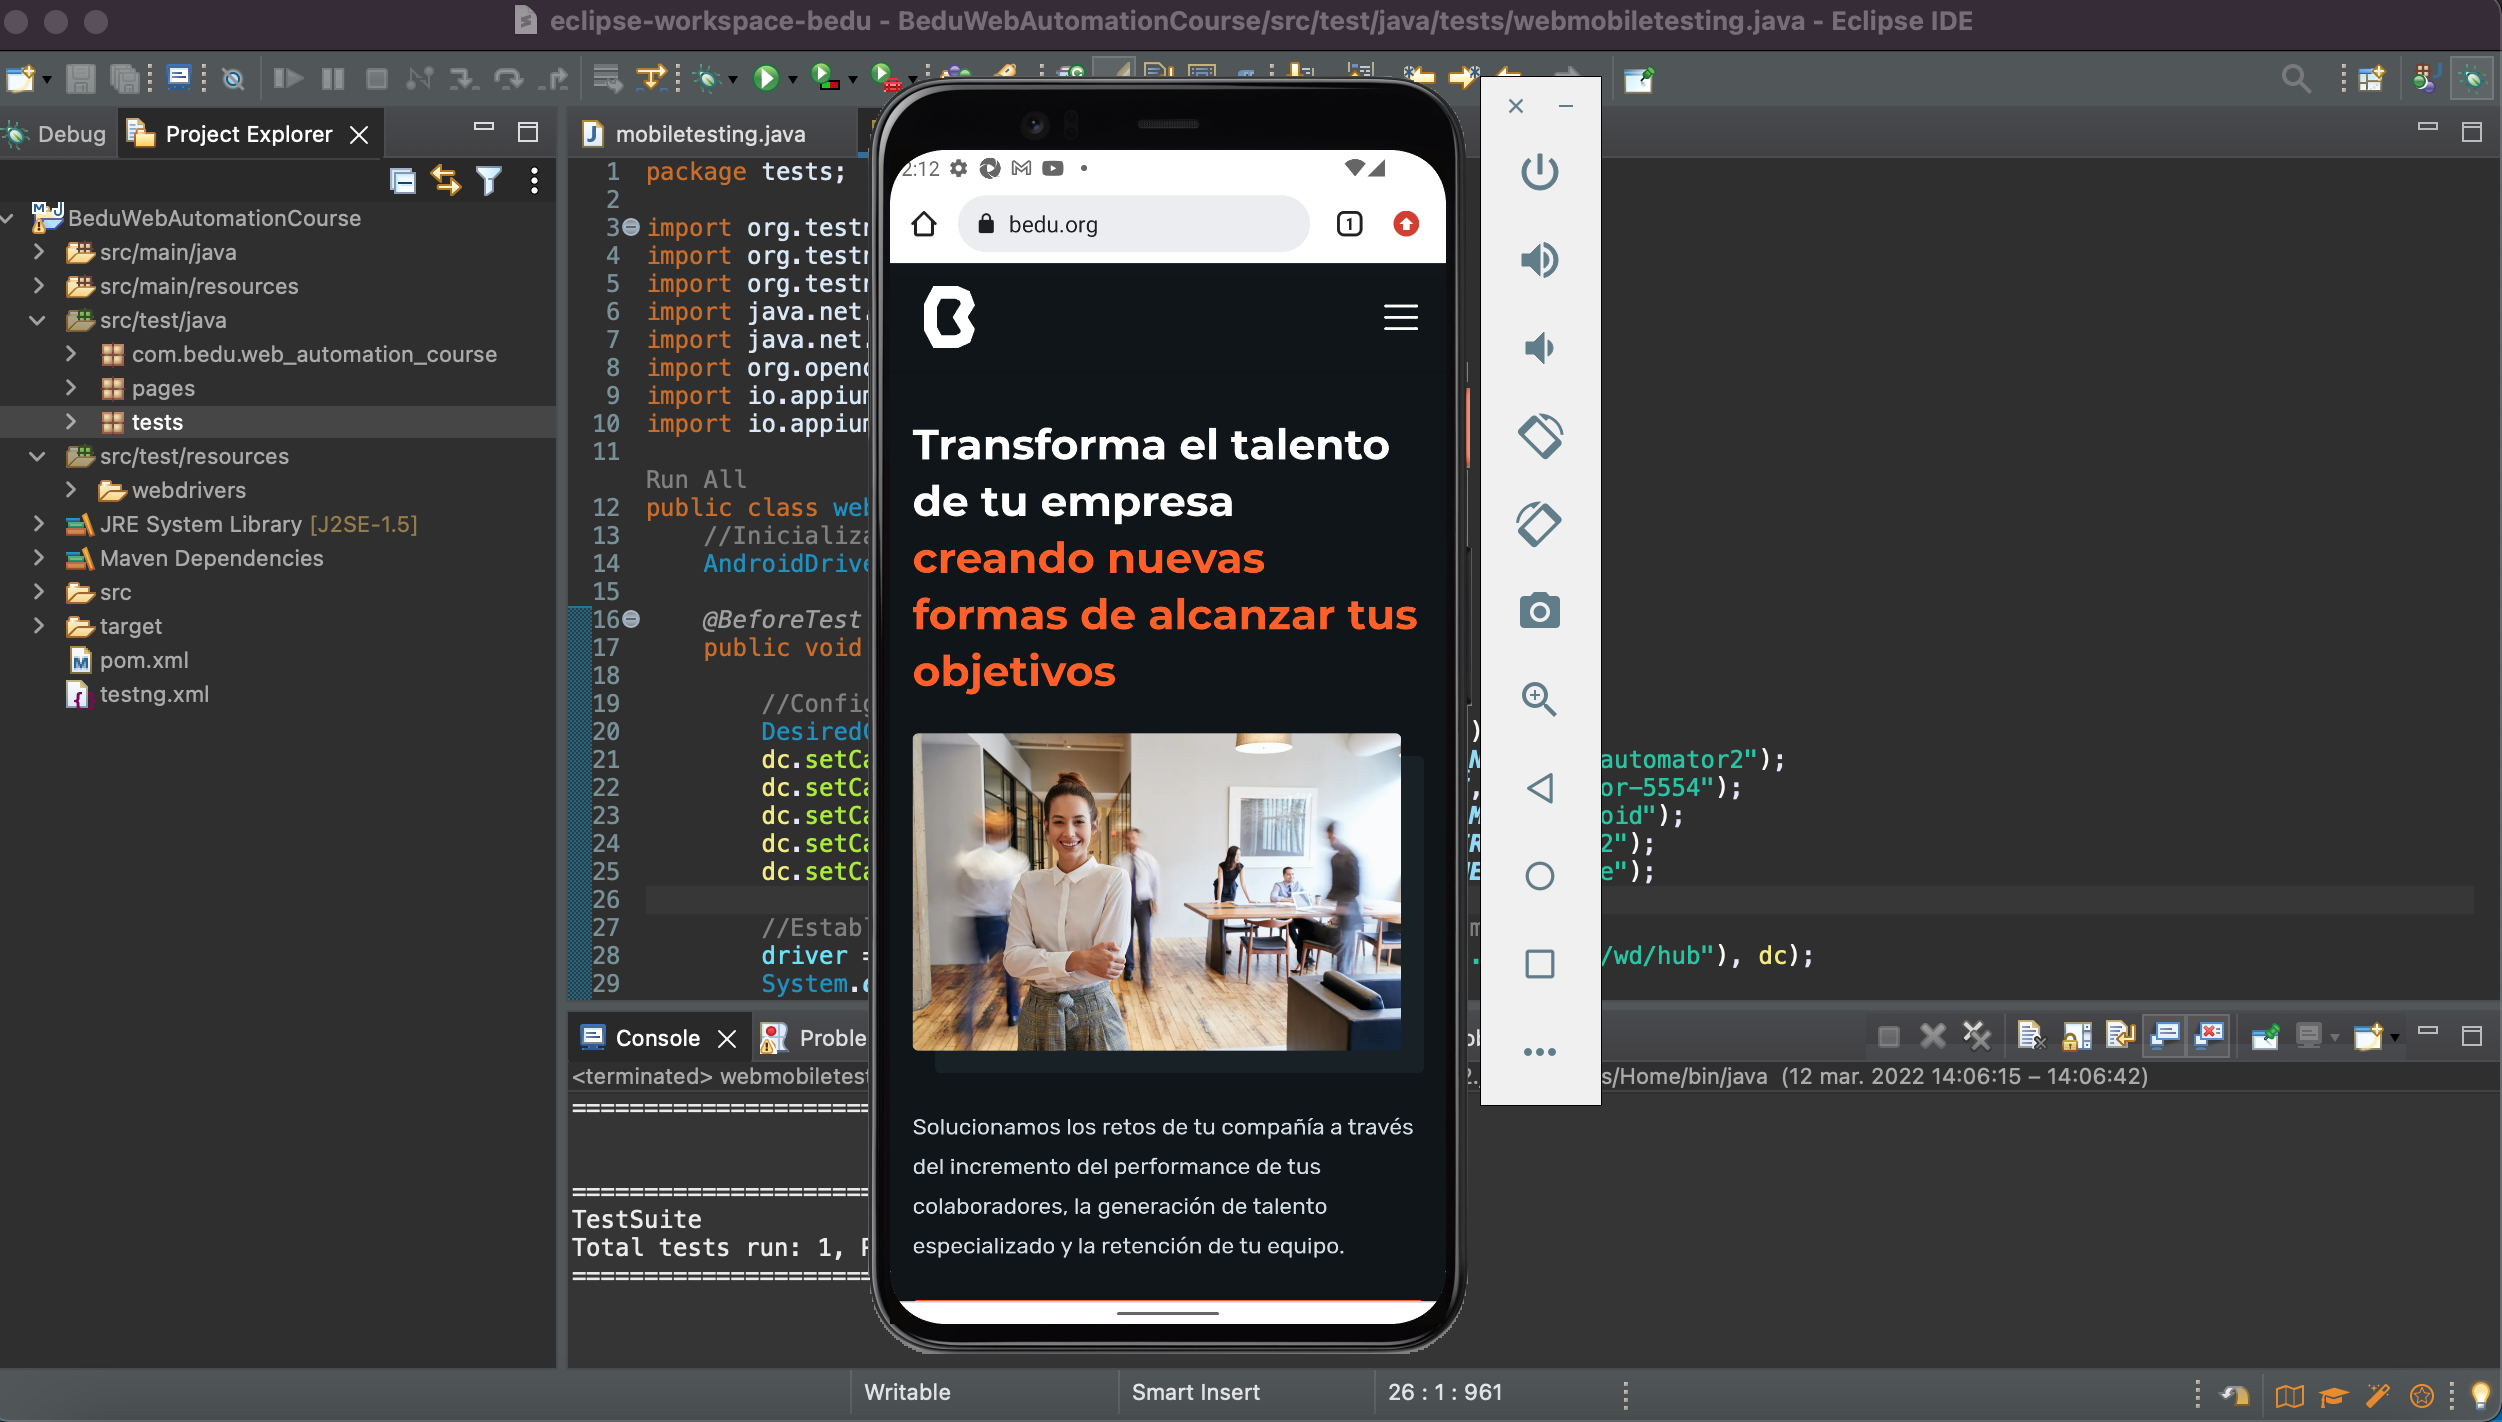 eclipse-workspace-bedu - BeduWebAutomationCourse/src/test/java/tests/webmobiletesting.java - Eclipse IDE
Debug
Project Explorer
BeduWebAutomationCourse
src/main/java
src/main/resources
src/test/java
com.bedu.web_automation_course
pages
tests
src/test/resources
webdrivers
JRE System Library [J2SE-1.5]
Maven Dependencies
src
target
pom.xml
testng.xml
mobiletesting.java
1 package tests;
2
3 import org.test
4 import org.test
5 import org.test
6 import java.net.
7 import java.net.
8 import org.open
9 import io.appiu
10 import io.appiu
11
Run All
12 public class we
13 //Inicializ
14 AndroidDriv
15
16 @BeforeTest
17 public void
18
19 //Confi
20 Desired
21 dc.setCa automator2");
22 dc.setCa or-5554");
23 dc.setCa oid");
24 dc.setCa 2");
25 dc.setCa e");
26
27 //Estab
28 driver = /wd/hub"), dc);
29 System.
2:12
bedu.org
1
Transforma el talento
de tu empresa
creando nuevas
formas de alcanzar tus
objetivos
Solucionamos los retos de tu compañía a través
del incremento del performance de tus
colaboradores, la generación de talento
especializado y la retención de tu equipo.
Console
Proble
<terminated> webmobiletes s/Home/bin/java (12 mar. 2022 14:06:15 – 14:06:42)
=====================
=====================
TestSuite
Total tests run: 1,
=====================
Writable
Smart Insert
26 : 1 : 961